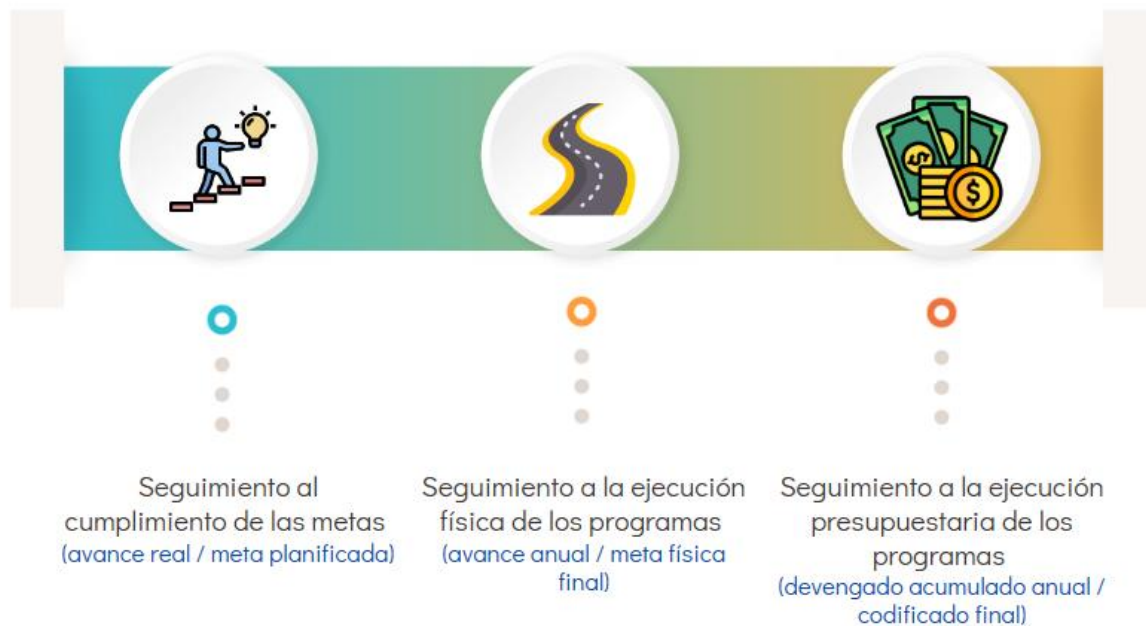 Seguimiento al
cumplimiento de las metas
(avance real / meta planificada)
Seguimiento a la ejecución
física de los programas
(avance anual / meta física
final)
Seguimiento a la ejecución
presupuestaria de los
programas
(devengado acumulado anual /
codificado final)